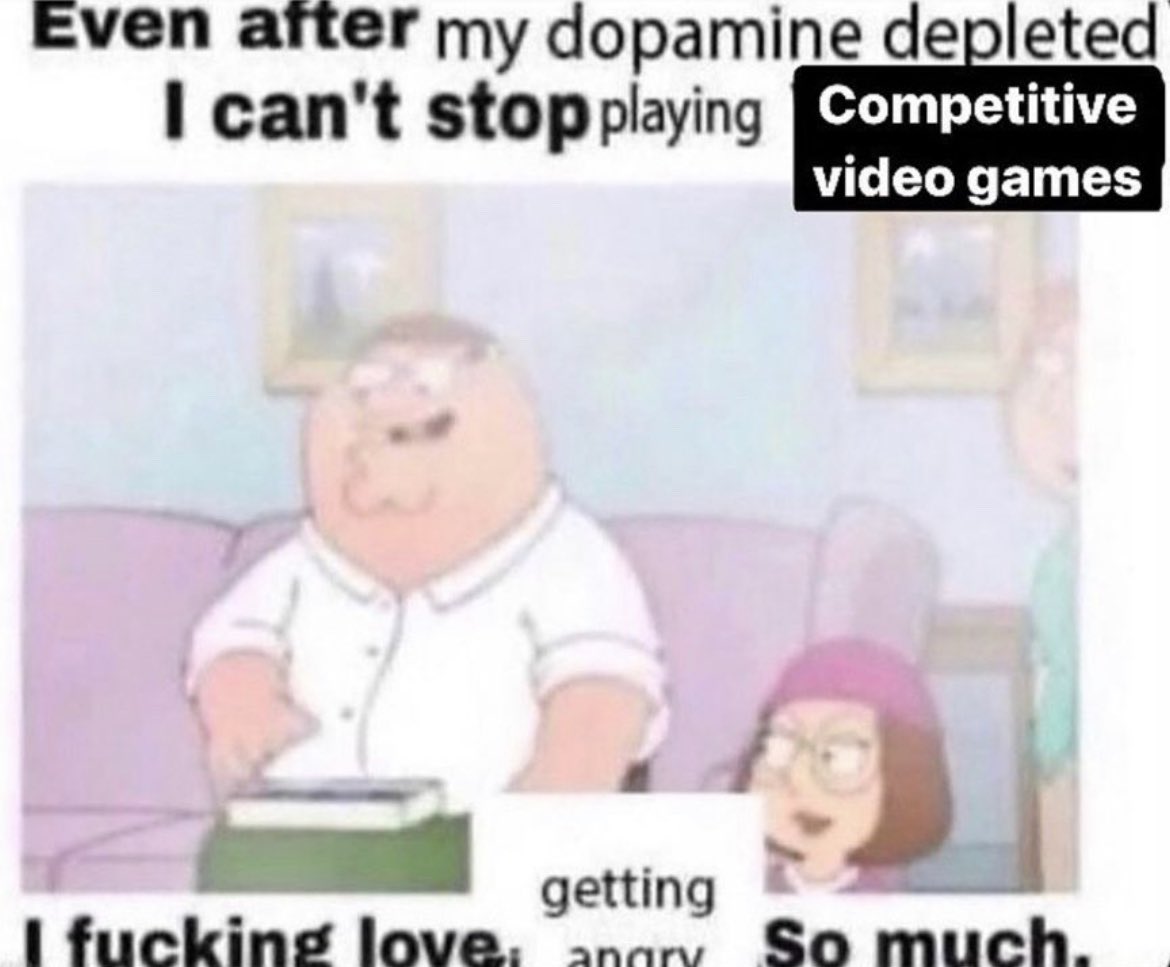 Even after my dopamine depleted
I can't stop playing Competitive
video games
getting
I fucking love, angry So much.